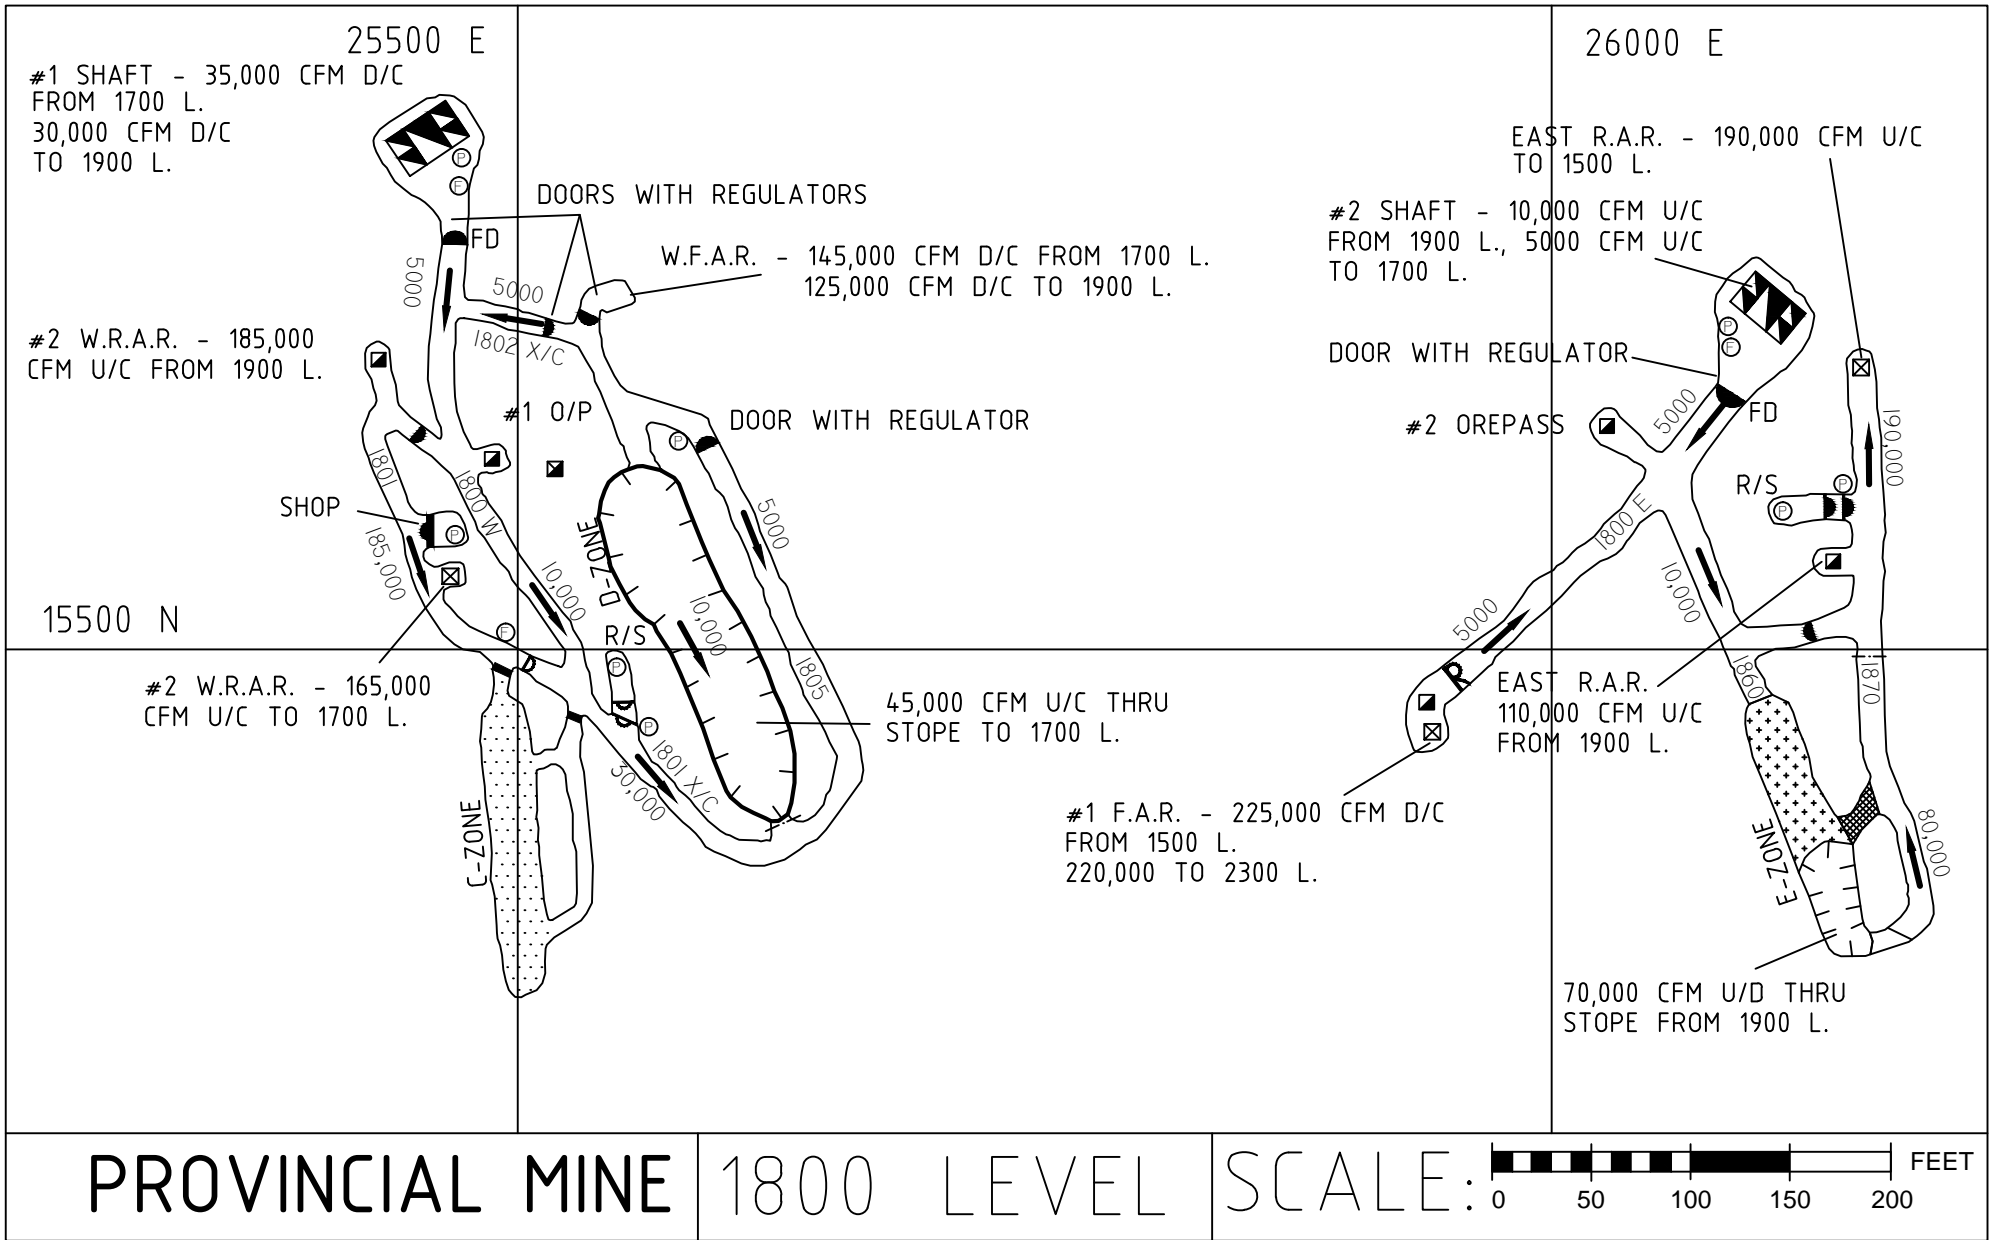 25500 E
26000 E
#1 SHAFT - 35,000 CFM D/C
FROM 1700 L.
30,000 CFM D/C
TO 1900 L.
P
F
DOORS WITH REGULATORS
FD
W.F.A.R. - 145,000 CFM D/C FROM 1700 L.
125,000 CFM D/C TO 1900 L.
5000
5000
1802 X/C
#2 W.R.A.R. - 185,000
CFM U/C FROM 1900 L.
#1 O/P
DOOR WITH REGULATOR
P
1801
1800 W
SHOP
P
185,000
10,000
D-ZONE
5000
10,000
15500 N
F
R/S
P
#2 W.R.A.R. - 165,000
CFM U/C TO 1700 L.
P
1801 X/C
30,000
1805
45,000 CFM U/C THRU
STOPE TO 1700 L.
C-ZONE
EAST R.A.R. - 190,000 CFM U/C
TO 1500 L.
#2 SHAFT - 10,000 CFM U/C
FROM 1900 L., 5000 CFM U/C
TO 1700 L.
P
F
DOOR WITH REGULATOR
5000
FD
#2 OREPASS
190,000
R/S
P
P
1800 E
10,000
5000
1860
1870
EAST R.A.R.
110,000 CFM U/C
FROM 1900 L.
#1 F.A.R. - 225,000 CFM D/C
FROM 1500 L.
220,000 TO 2300 L.
E-ZONE
80,000
70,000 CFM U/D THRU
STOPE FROM 1900 L.
PROVINCIAL MINE
1800 LEVEL
SCALE:
0 50 100 150 200
FEET